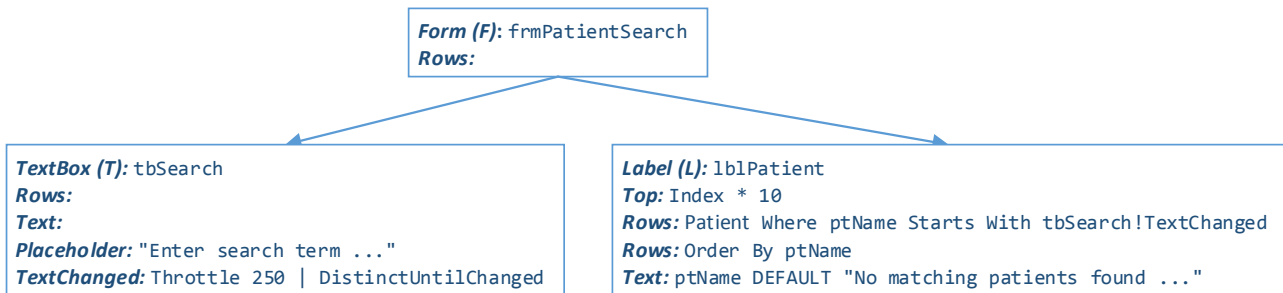 Form (F): frmPatientSearch
Rows:
TextBox (T): tbSearch
Rows:
Text:
Placeholder: "Enter search term ..."
TextChanged: Throttle 250 | DistinctUntilChanged
Label (L): lblPatient
Top: Index * 10
Rows: Patient Where ptName Starts With tbSearch!TextChanged
Rows: Order By ptName
Text: ptName DEFAULT "No matching patients found ..."